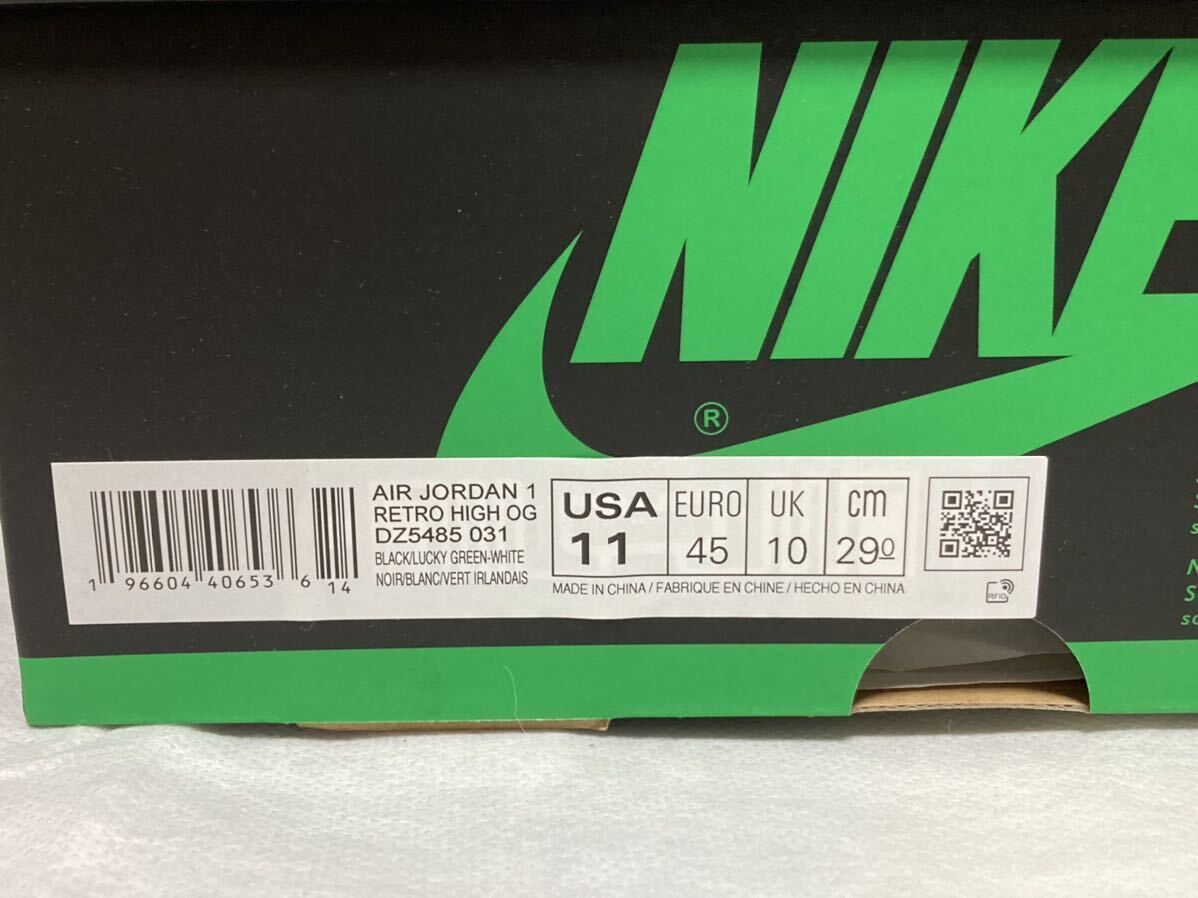 NIKE
®
AIR JORDAN 1
RETRO HIGH OG
DZ5485 031
BLACK/LUCKY GREEN-WHITE
NOIR/BLANC/VERT IRLANDAIS
1 96604 40653 6 14
USA EURO UK cm
11 45 10 290
MADE IN CHINA / FABRIQUE EN CHINE / HECHO EN CHINA
RFID